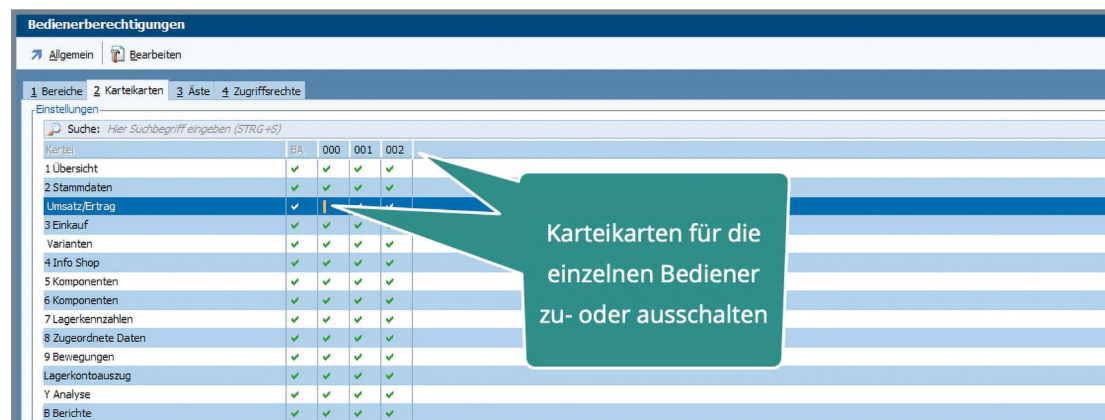 Bedienerberechtigungen
Allgemein Bearbeiten
1 Bereiche 2 Karteikarten 3 Äste 4 Zugriffsrechte
Einstellungen
Suche: Hier Suchbegriff eingeben (STRG+S)
Kartei BA 000 001 002
1 Übersicht
2 Stammdaten
Umsatz/Ertrag
3 Einkauf
Varianten
4 Info Shop
5 Komponenten
6 Komponenten
7 Lagerkennzahlen
8 Zugeordnete Daten
9 Bewegungen
Lagerkontoauszug
Y Analyse
B Berichte
Karteikarten für die
einzelnen Bediener
zu- oder ausschalten